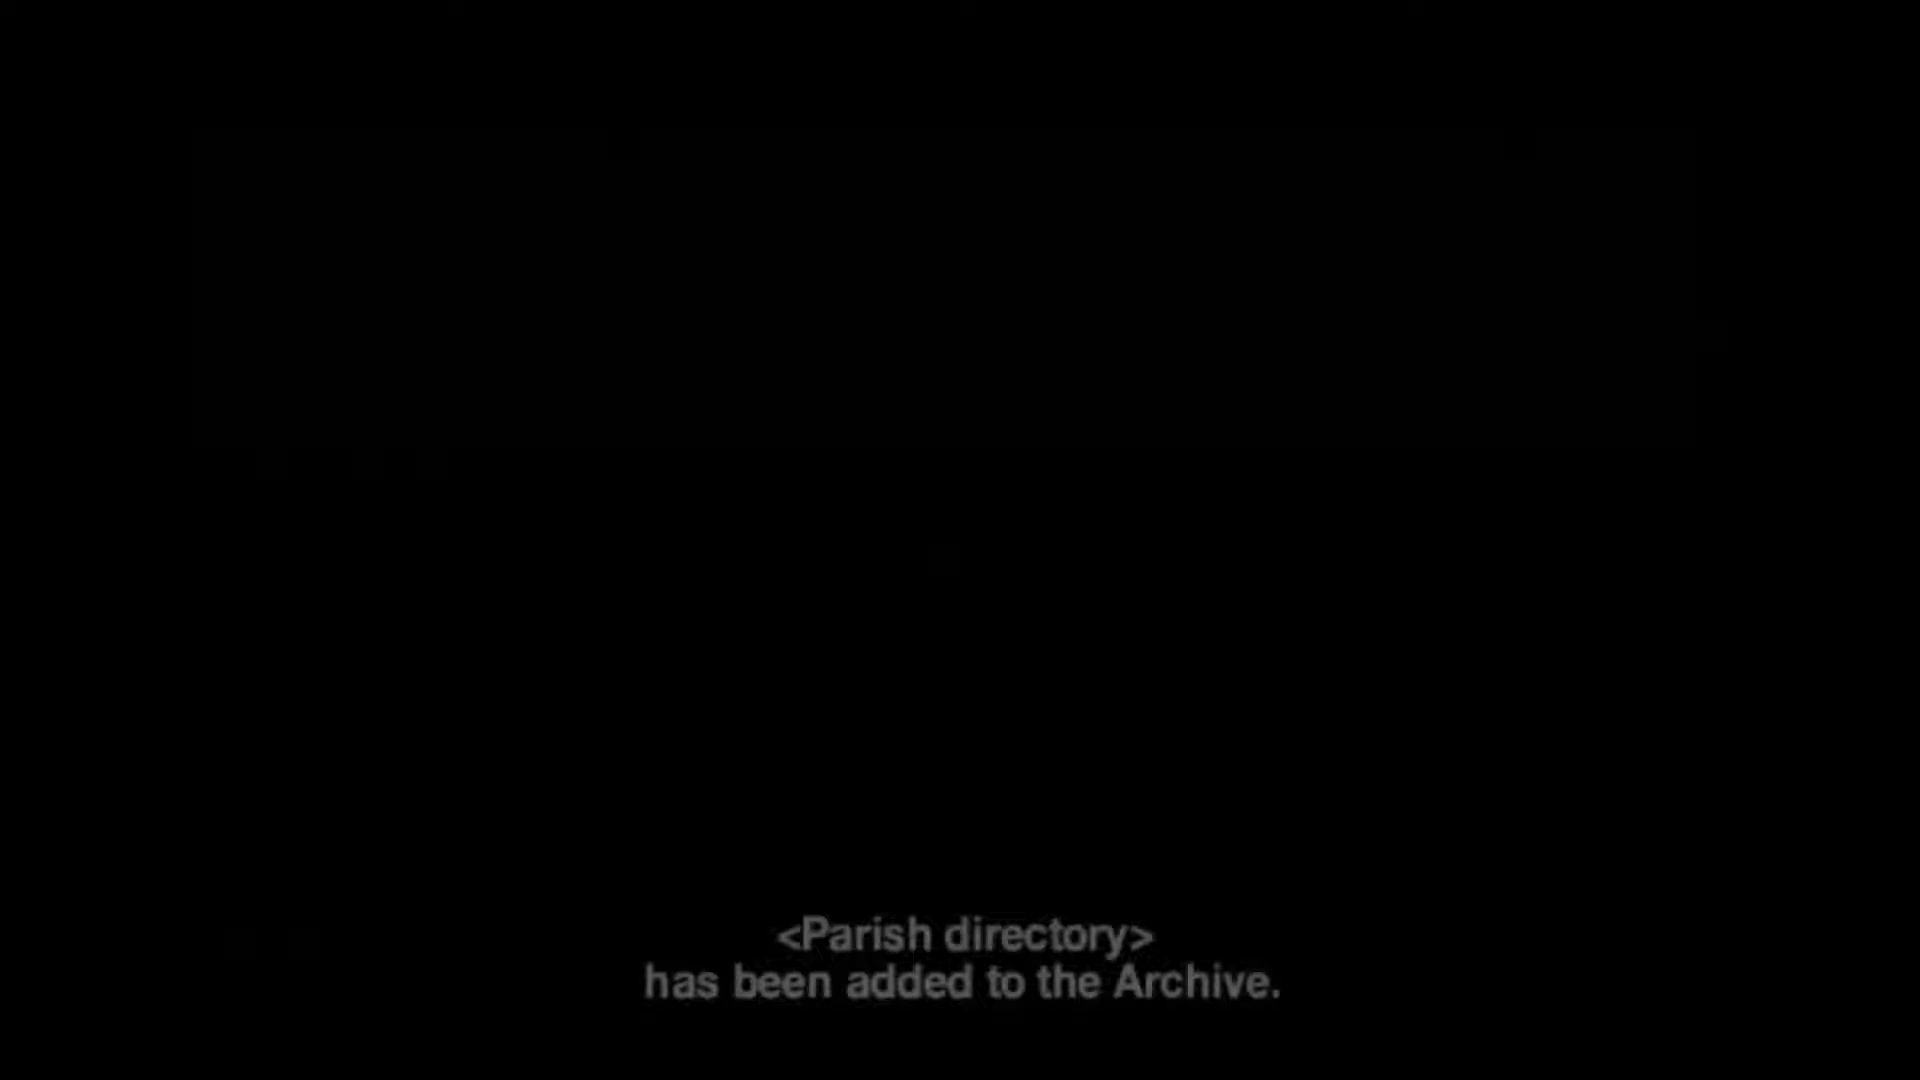 <Parish directory>
has been added to the Archive.